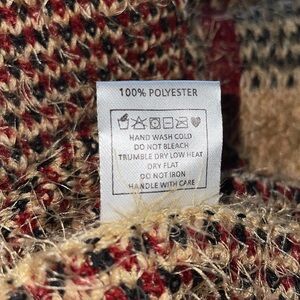 100% POLYESTER
HAND WASH COLD
DO NOT BLEACH
TRUMBLE DRY LOW HEAT
DRY FLAT
DO NOT IRON
HANDLE WITH CARE